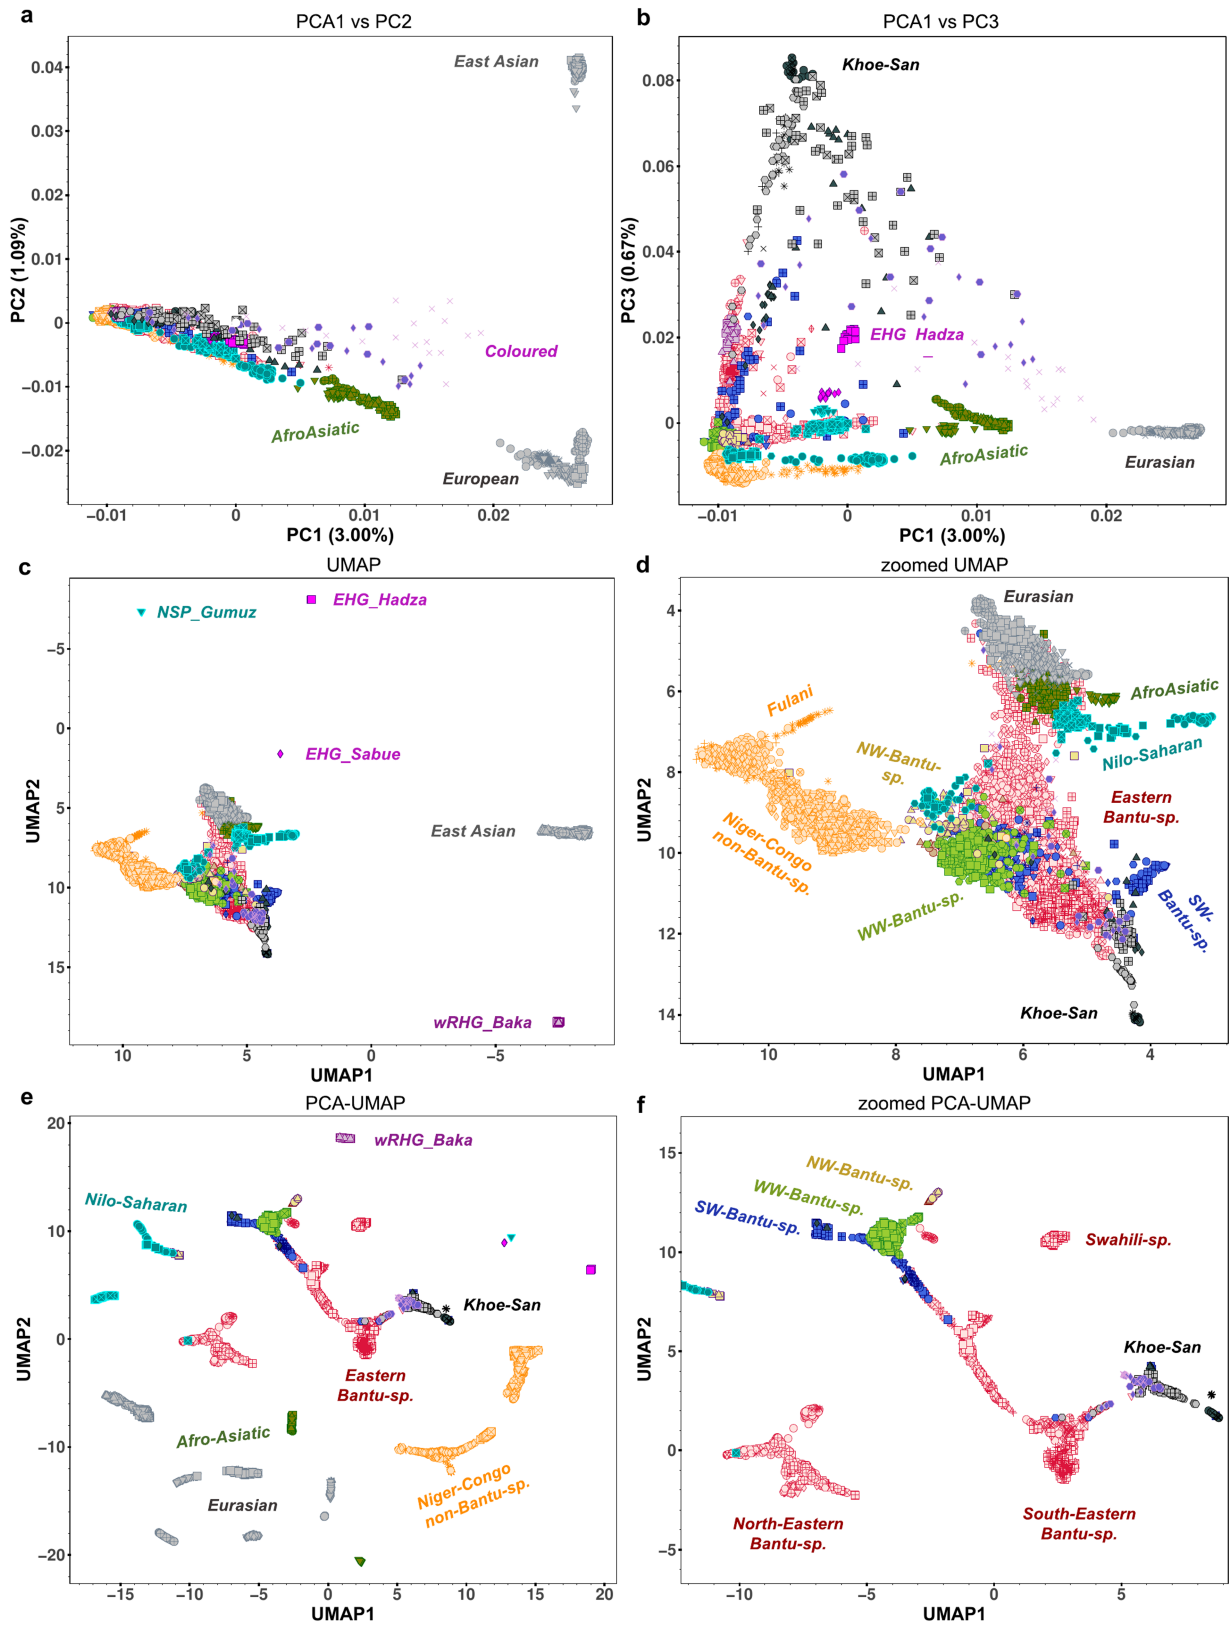 a
PCA1 vs PC2
East Asian
Coloured
AfroAsiatic
European
0.04
0.03
0.02
0.01
0
−0.01
−0.02
PC2 (1.09%)
−0.01
0
0.01
0.02
PC1 (3.00%)
b
PCA1 vs PC3
Khoe-San
EHG_Hadza
AfroAsiatic
Eurasian
0.08
0.06
0.04
0.02
0
PC3 (0.67%)
−0.01
0
0.01
0.02
PC1 (3.00%)
c
UMAP
NSP_Gumuz
EHG_Hadza
EHG_Sabue
East Asian
wRHG_Baka
−5
0
5
10
15
UMAP2
10
5
0
−5
UMAP1
d
zoomed UMAP
Eurasian
AfroAsiatic
Fulani
NW-Bantu-
sp.
Nilo-Saharan
Eastern
Bantu-sp.
Niger-Congo
non-Bantu-sp.
WW-Bantu-sp.
SW-
Bantu-sp.
Khoe-San
4
6
8
10
12
14
UMAP2
10
8
6
4
UMAP1
e
PCA-UMAP
wRHG_Baka
Nilo-Saharan
Khoe-San
Eastern
Bantu-sp.
Afro-Asiatic
Eurasian
Niger-Congo
non-Bantu-sp.
20
10
0
−10
−20
UMAP2
−15
−10
−5
0
5
10
15
20
UMAP1
f
zoomed PCA-UMAP
NW-Bantu-sp.
WW-Bantu-sp.
SW-Bantu-sp.
Swahili-sp.
Khoe-San
North-Eastern
Bantu-sp.
South-Eastern
Bantu-sp.
15
10
5
0
−5
UMAP2
−10
−5
0
5
UMAP1